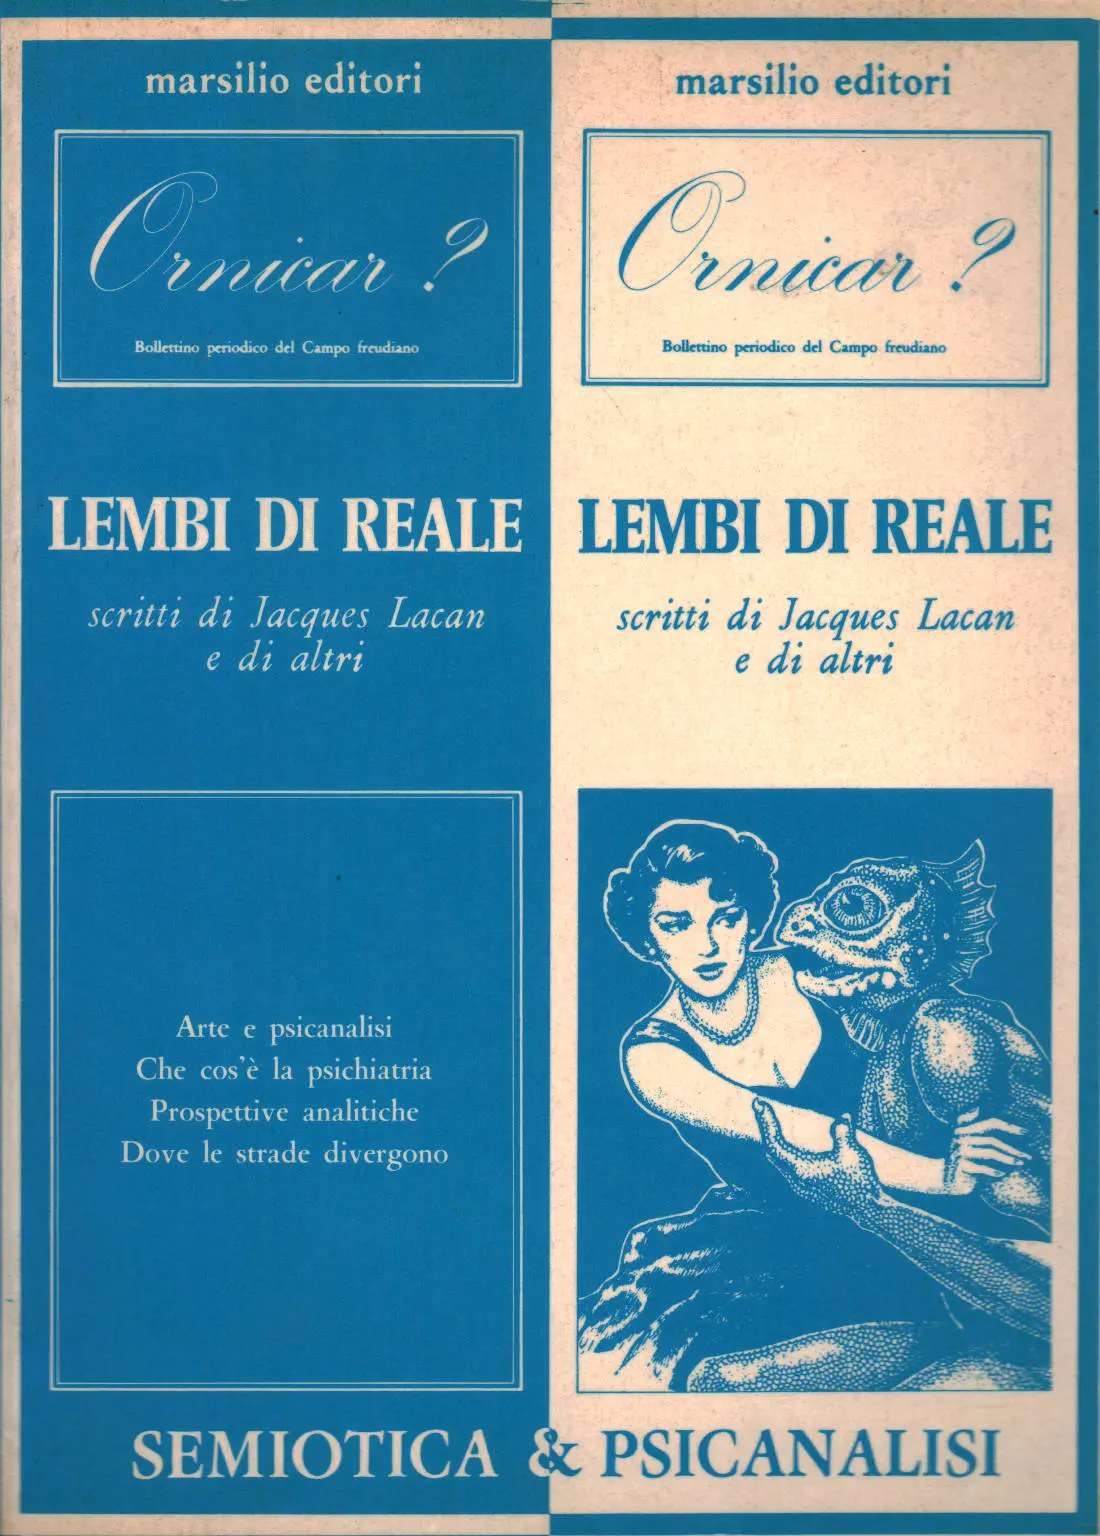 marsilio editori
Ornicar ?
Bollettino periodico del Campo freudiano
LEMBI DI REALE
scritti di Jacques Lacan
e di altri
Arte e psicanalisi
Che cos'è la psichiatria
Prospettive analitiche
Dove le strade divergono
marsilio editori
Ornicar ?
Bollettino periodico del Campo freudiano
LEMBI DI REALE
scritti di Jacques Lacan
e di altri
SEMIOTICA & PSICANALISI